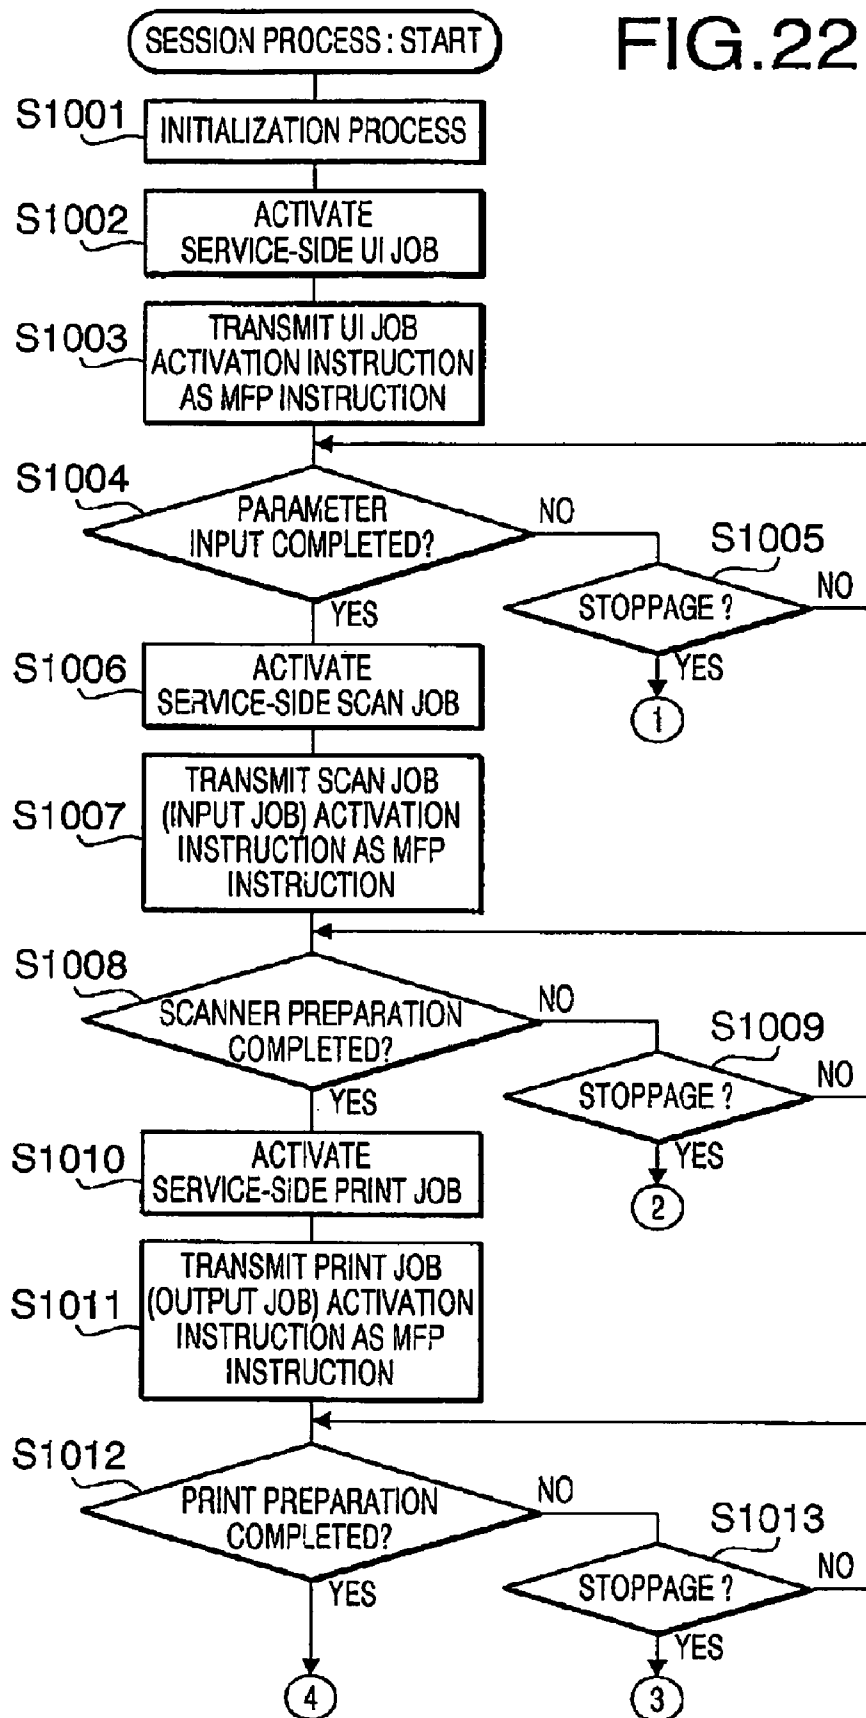 FIG.22
SESSION PROCESS : START
S1001
INITIALIZATION PROCESS
S1002
ACTIVATE
SERVICE-SIDE UI JOB
S1003
TRANSMIT UI JOB
ACTIVATION INSTRUCTION
AS MFP INSTRUCTION
S1004
PARAMETER
INPUT COMPLETED?
NO
YES
S1005
STOPPAGE ?
NO
YES
1
S1006
ACTIVATE
SERVICE-SIDE SCAN JOB
S1007
TRANSMIT SCAN JOB
(INPUT JOB) ACTIVATION
INSTRUCTION AS MFP
INSTRUCTION
S1008
SCANNER PREPARATION
COMPLETED?
NO
YES
S1009
STOPPAGE ?
NO
YES
2
S1010
ACTIVATE
SERVICE-SIDE PRINT JOB
S1011
TRANSMIT PRINT JOB
(OUTPUT JOB) ACTIVATION
INSTRUCTION AS MFP
INSTRUCTION
S1012
PRINT PREPARATION
COMPLETED?
NO
YES
S1013
STOPPAGE ?
NO
YES
4
3